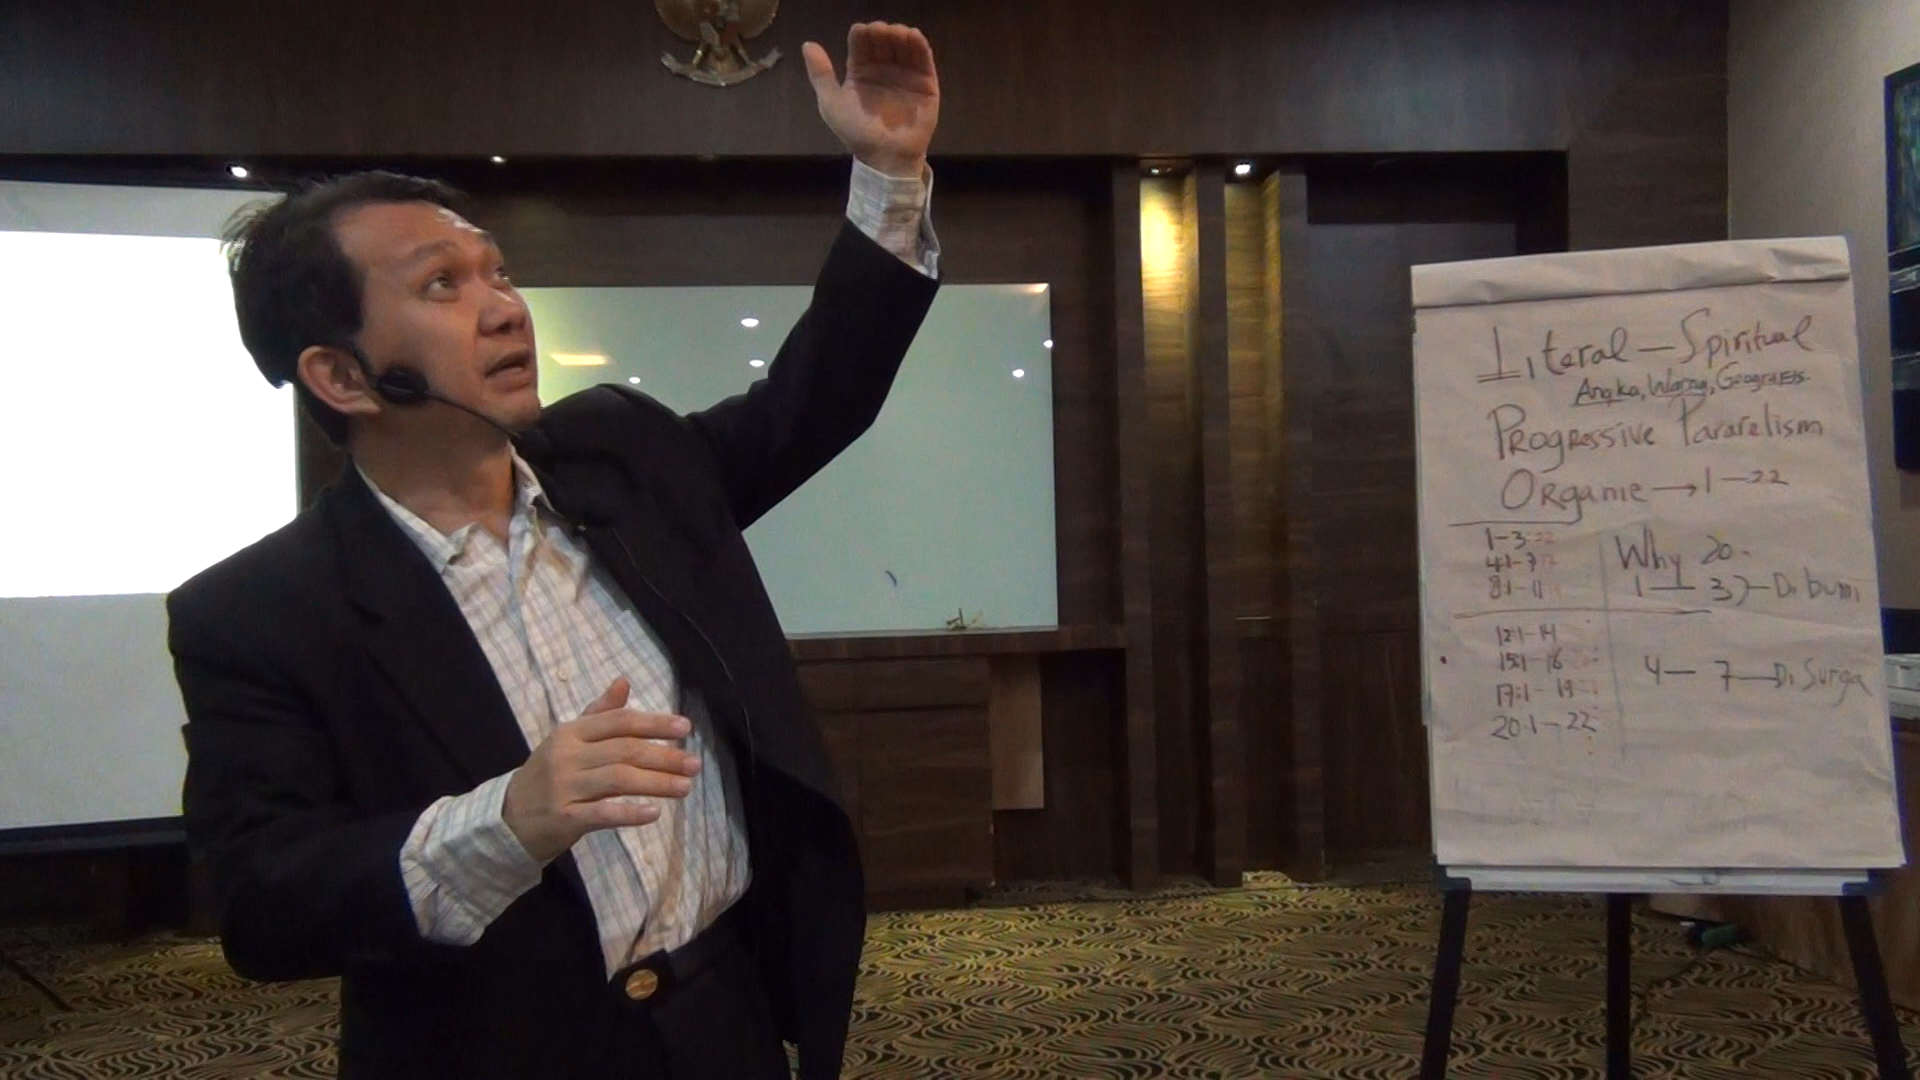 Literal - Spiritual
Angka, Warna, Geografis.
Progressive Pararelism
Organic → 1 - 22
1 - 3:22
4:1 - 7
8:1 - 11
12:1 - 14
15:1 - 16
17:1 - 19
20:1 - 22
Why 20.
1 - 3 Di bumi
4 - 7 - Di Surga